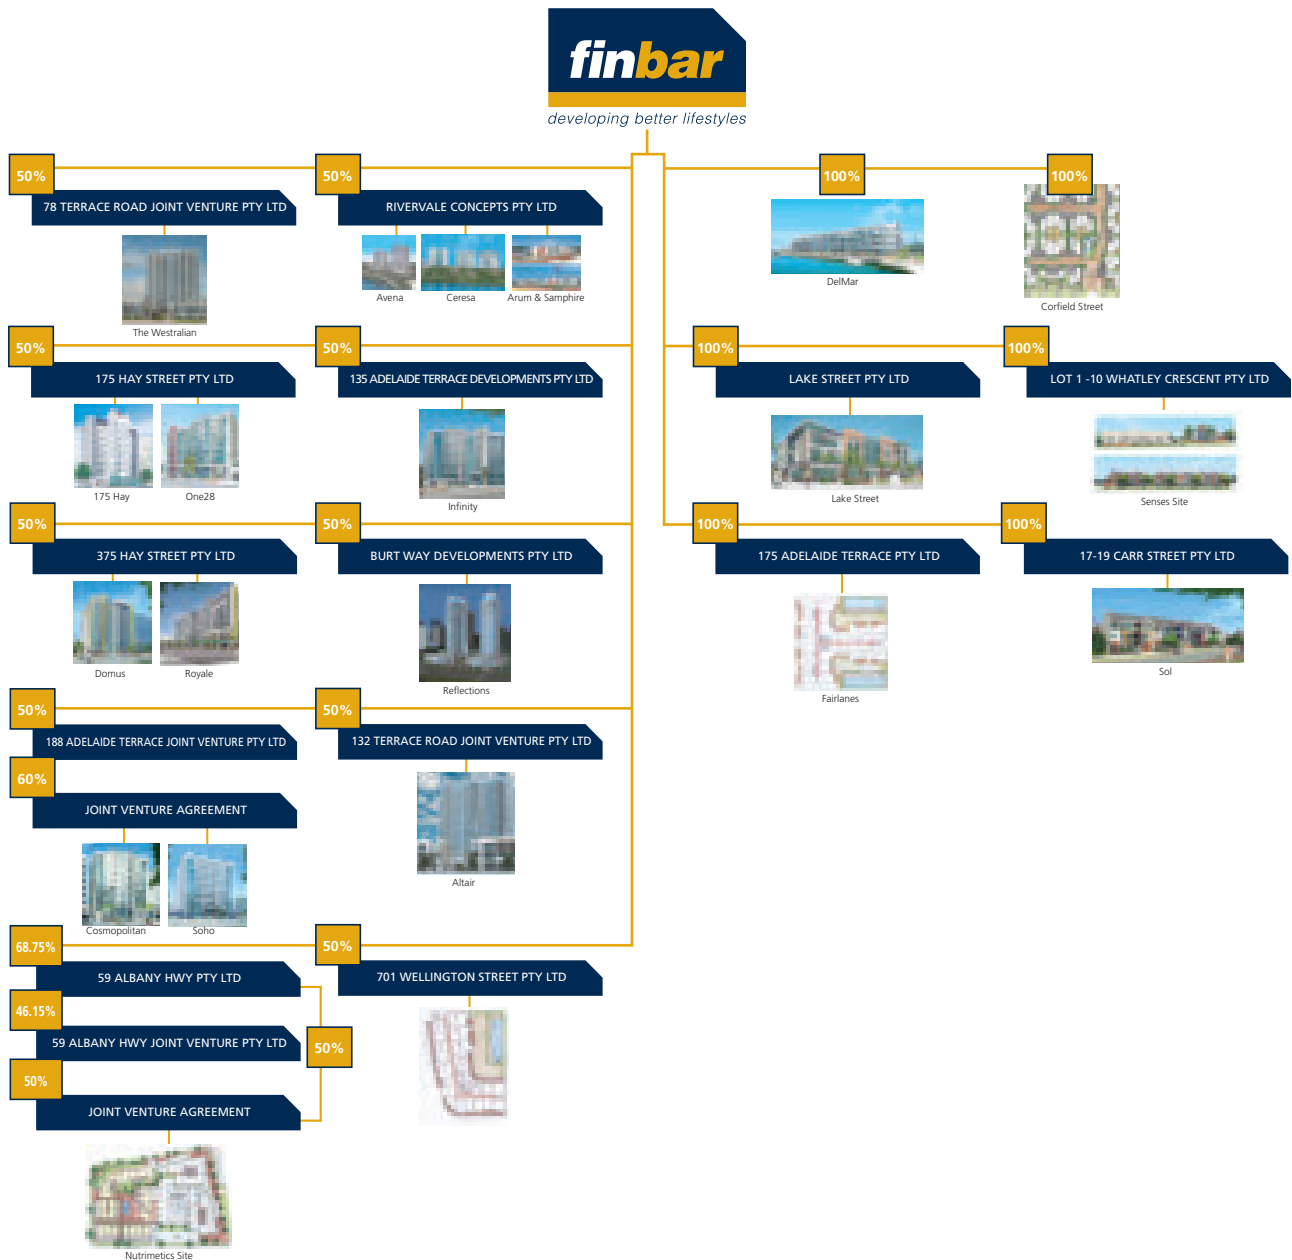 finbar
developing better lifestyles
50%
78 TERRACE ROAD JOINT VENTURE PTY LTD
The Westralian
50%
RIVERVALE CONCEPTS PTY LTD
Avena
Ceresa
Arum & Samphire
100%
DelMar
100%
Corfield Street
50%
175 HAY STREET PTY LTD
175 Hay
One28
50%
135 ADELAIDE TERRACE DEVELOPMENTS PTY LTD
Infinity
100%
LAKE STREET PTY LTD
Lake Street
100%
LOT 1 -10 WHATLEY CRESCENT PTY LTD
Senses Site
50%
375 HAY STREET PTY LTD
Domus
Royale
50%
BURT WAY DEVELOPMENTS PTY LTD
Reflections
100%
175 ADELAIDE TERRACE PTY LTD
Fairlanes
100%
17-19 CARR STREET PTY LTD
Sol
50%
188 ADELAIDE TERRACE JOINT VENTURE PTY LTD
60%
JOINT VENTURE AGREEMENT
Cosmopolitan
Soho
50%
132 TERRACE ROAD JOINT VENTURE PTY LTD
Altair
68.75%
59 ALBANY HWY PTY LTD
46.15%
59 ALBANY HWY JOINT VENTURE PTY LTD
50%
50%
JOINT VENTURE AGREEMENT
Nutrimetics Site
50%
701 WELLINGTON STREET PTY LTD